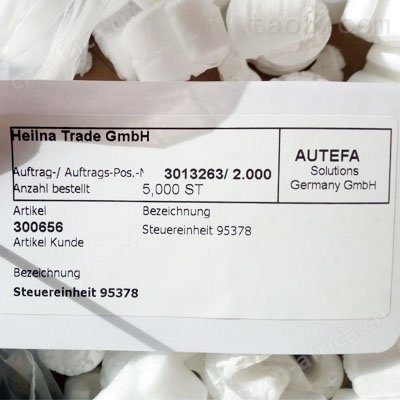 Heilna Trade GmbH
Auftrag-/ Auftrags-Pos.-N 3013263/ 2.000
Anzahl bestellt 5,000 ST
AUTEFA
Solutions
Germany GmbH
Artikel
300656
Artikel Kunde
Bezeichnung
Steuereinheit 95378
Bezeichnung
Steuereinheit 95378